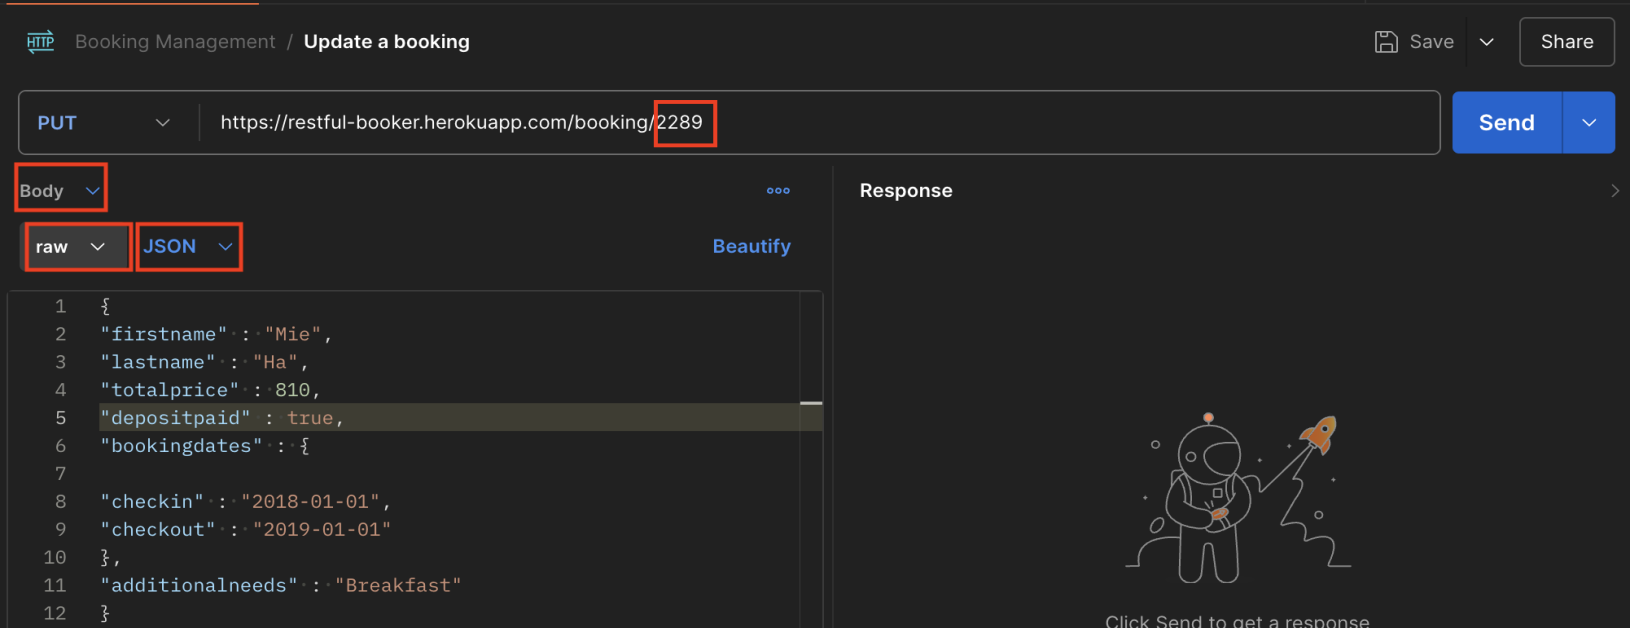 HTTP Booking Management / Update a booking Save Share
PUT https://restful-booker.herokuapp.com/booking/2289 Send
Body Response
raw JSON Beautify
1 {
2 "firstname" : "Mie",
3 "lastname" : "Ha",
4 "totalprice" : 810,
5 "depositpaid" : true,
6 "bookingdates" : {
7
8 "checkin" : "2018-01-01",
9 "checkout" : "2019-01-01"
10 },
11 "additionalneeds" : "Breakfast"
12 }
Click Send to get a response